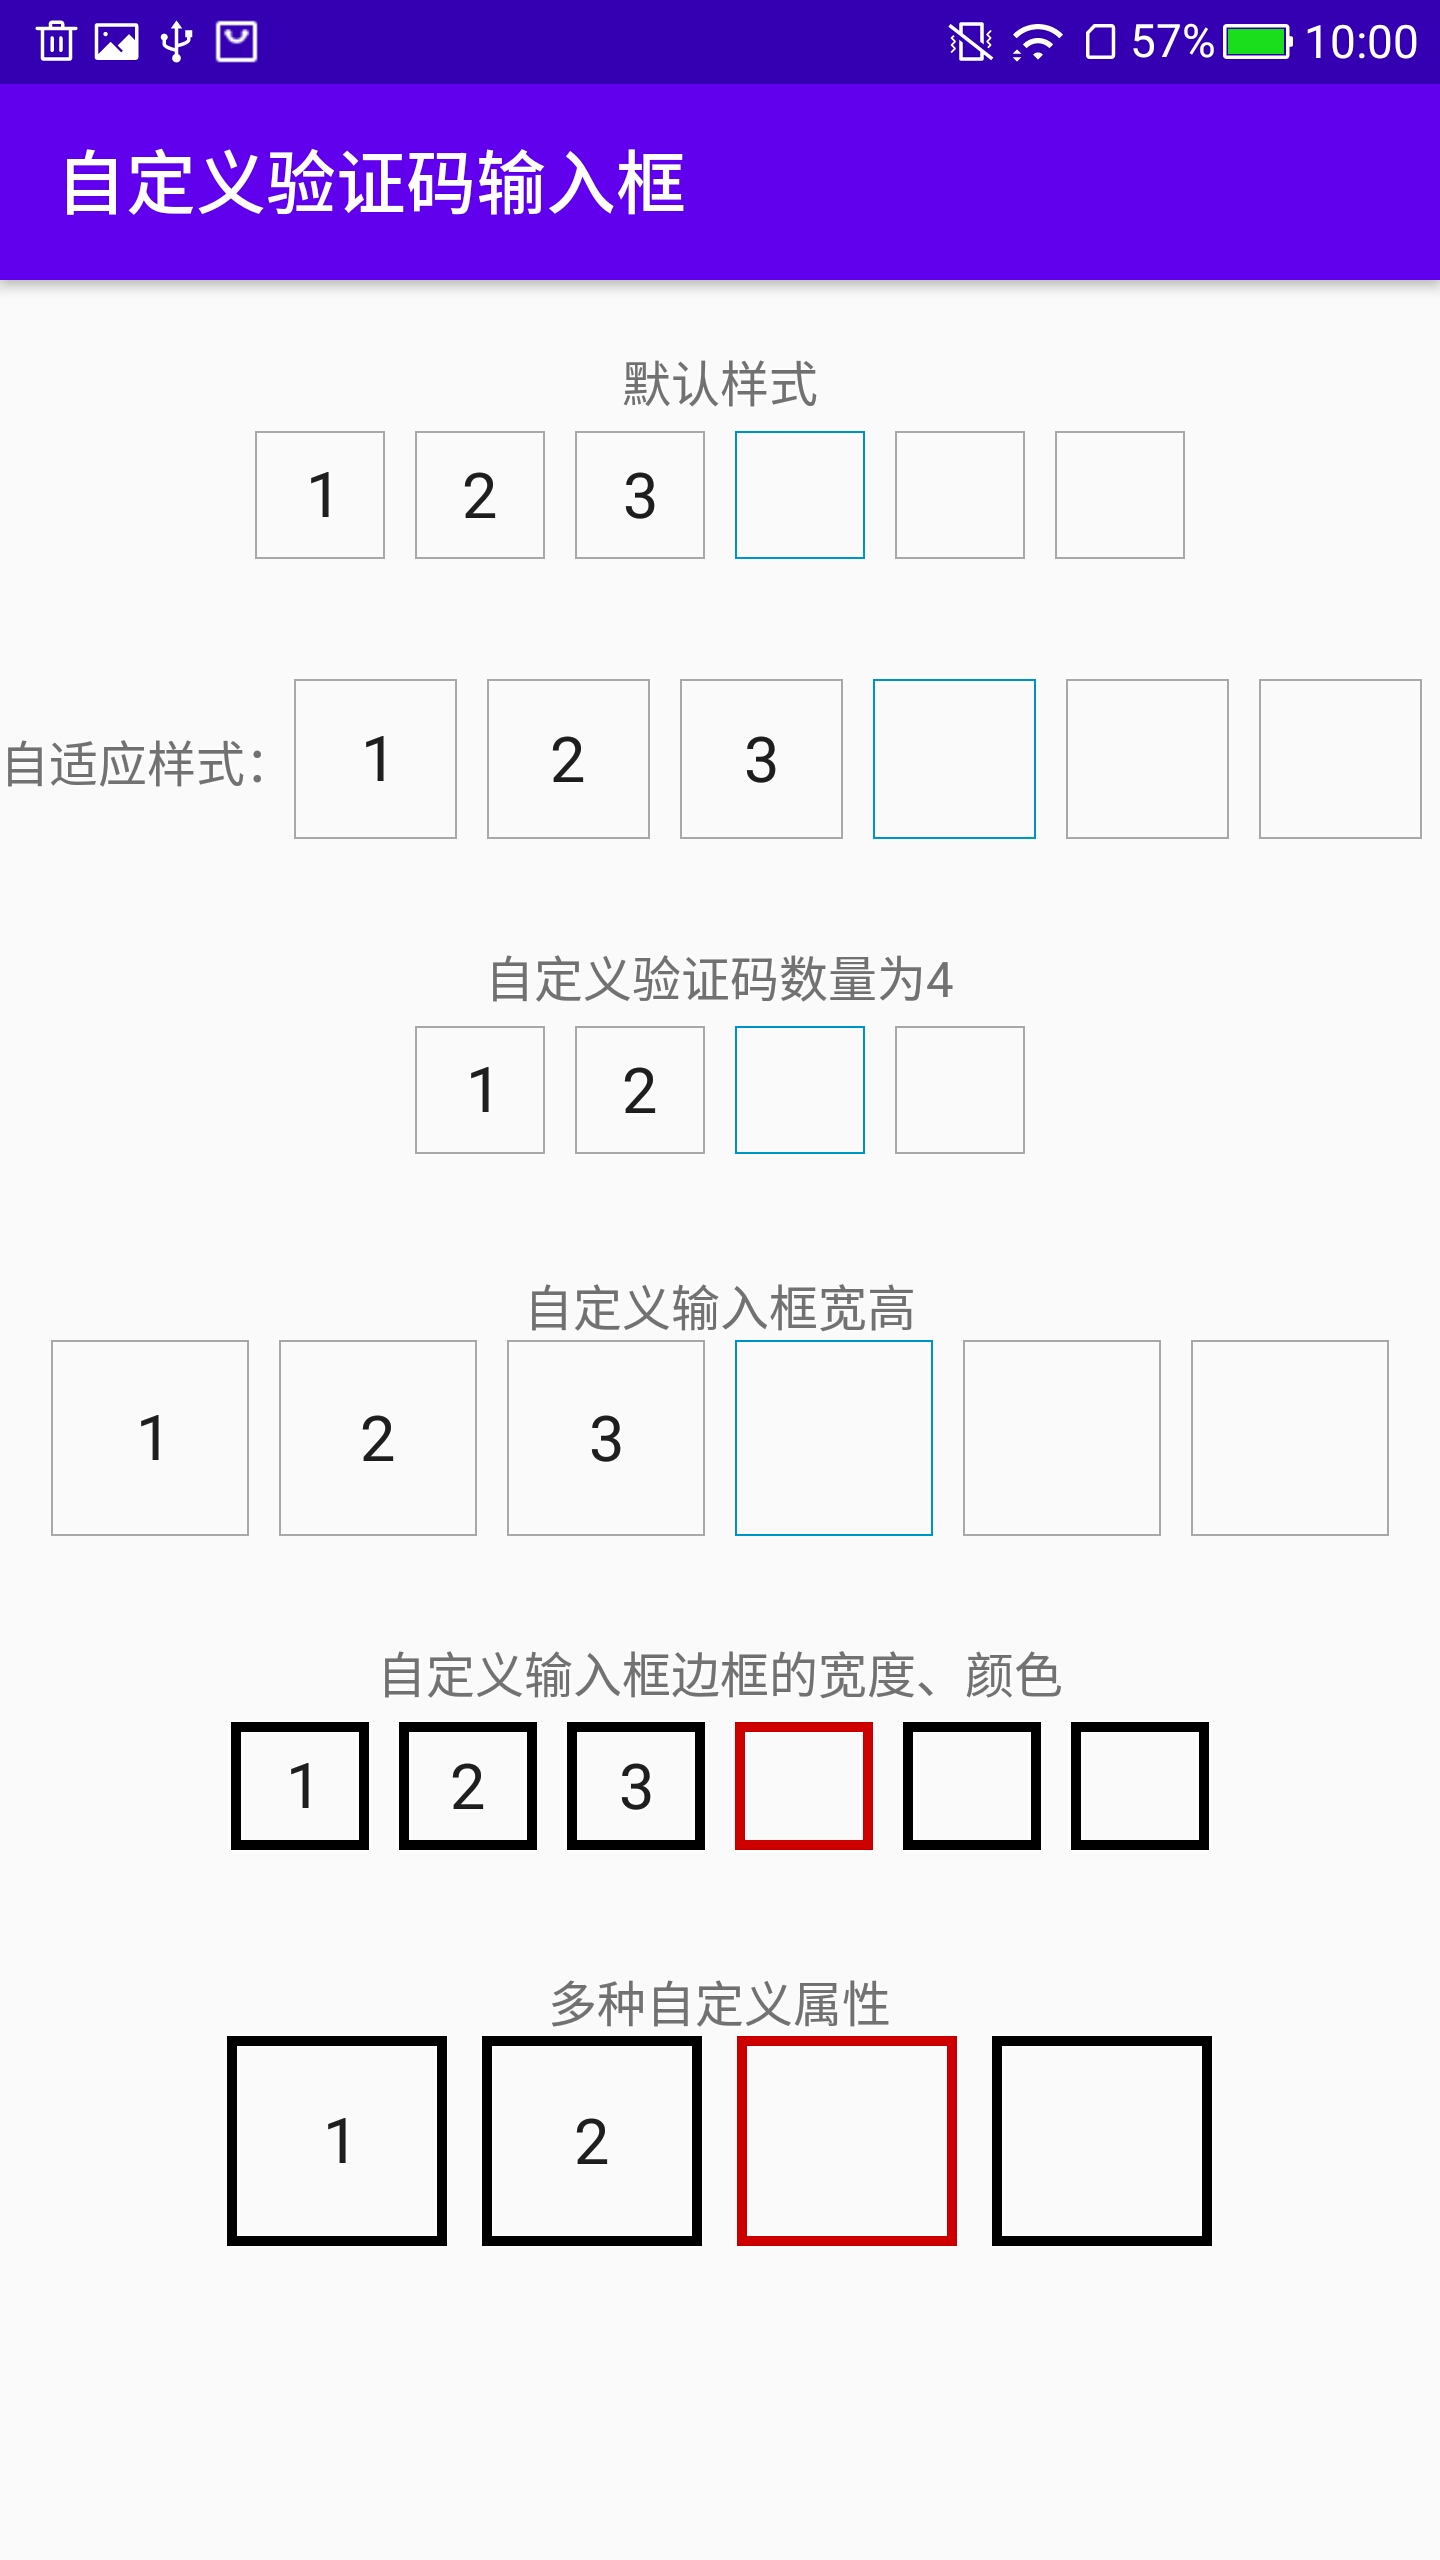 57% 10:00
自定义验证码输入框
默认样式
1 2 3
自适应样式： 1 2 3
自定义验证码数量为4
1 2
自定义输入框宽高
1 2 3
自定义输入框边框的宽度、颜色
1 2 3
多种自定义属性
1 2